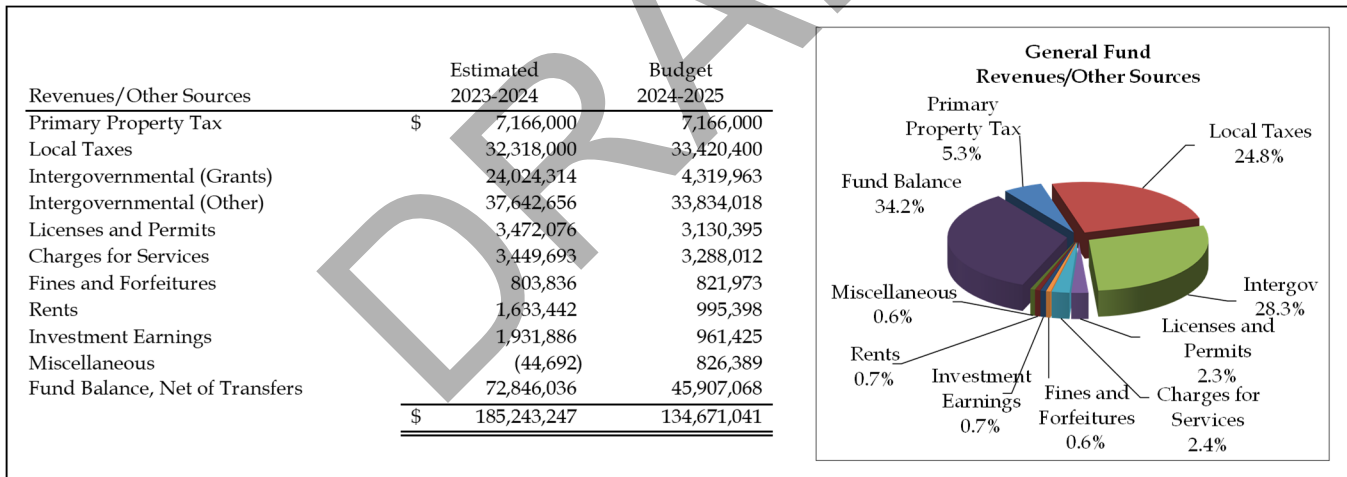 Estimated Budget
Revenues/Other Sources 2023-2024 2024-2025
Primary Property Tax $ 7,166,000 7,166,000
Local Taxes 32,318,000 33,420,400
Intergovernmental (Grants) 24,024,314 4,319,963
Intergovernmental (Other) 37,642,656 33,834,018
Licenses and Permits 3,472,076 3,130,395
Charges for Services 3,449,693 3,288,012
Fines and Forfeitures 803,836 821,973
Rents 1,633,442 995,398
Investment Earnings 1,931,886 961,425
Miscellaneous (44,692) 826,389
Fund Balance, Net of Transfers 72,846,036 45,907,068
$ 185,243,247 134,671,041
General Fund
Revenues/Other Sources
Primary
Property Tax
5.3%
Local Taxes
24.8%
Fund Balance
34.2%
Intergov
28.3%
Miscellaneous
0.6%
Licenses and
Permits
2.3%
Rents
0.7%
Investment
Earnings
0.7%
Fines and
Forfeitures
0.6%
Charges for
Services
2.4%
DRA